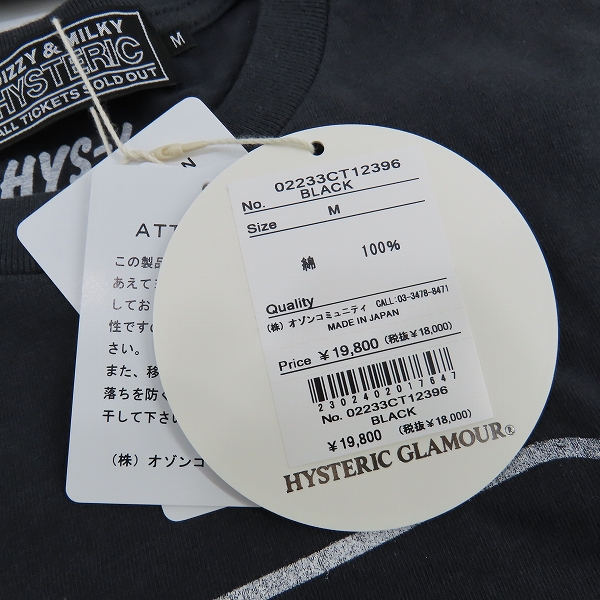 DIZZY & MILKY
HYSTERIC
ALL TICKETS SOLD OUT
M
HYS-
ATT
この製品
あえて
してお
性ですの
さい。
また、移
落ちを防ぐ
干して下さい
(株) オゾンコ
No. 02233CT12396
BLACK
Size M
綿 100%
Quality
(株) オゾンコミュニティ CALL:03-3478-8471
MADE IN JAPAN
Price ¥19,800 (税抜¥18,000)
2302402017647
No. 02233CT12396
BLACK
¥19,800 (税抜¥18,000)
HYSTERIC GLAMOUR®